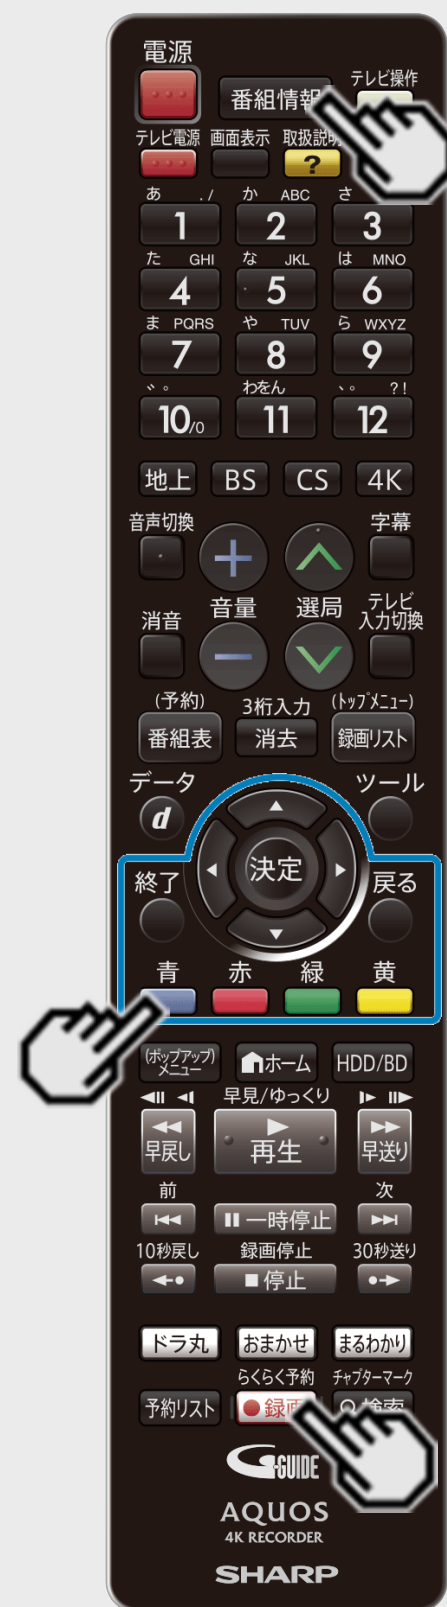 電源
番組情報
テレビ操作
テレビ電源 画面表示 取扱説明
?
あ ./ か ABC さ
1 2 3
た GHI な JKL は MNO
4 5 6
ま PQRS や TUV ら WXYZ
7 8 9
゛゜ わをん 、。 ?!
10/0 11 12
地上 BS CS 4K
音声切換 字幕
+
消音 音量 選局 テレビ
入力切換
−
(予約) 3桁入力 (トップメニュー)
番組表 消去 録画リスト
データ ツール
d
決定
終了 戻る
青 赤 緑 黄
(ポップアップ)
メニュー ホーム HDD/BD
早見/ゆっくり
早戻し 再生 早送り
前 次
一時停止
10秒戻し 録画停止 30秒送り
停止
ドラ丸 おまかせ まるわかり
らくらく予約 チャプターマーク
予約リスト 録画 検索
G-GUIDE
AQUOS
4K RECORDER
SHARP